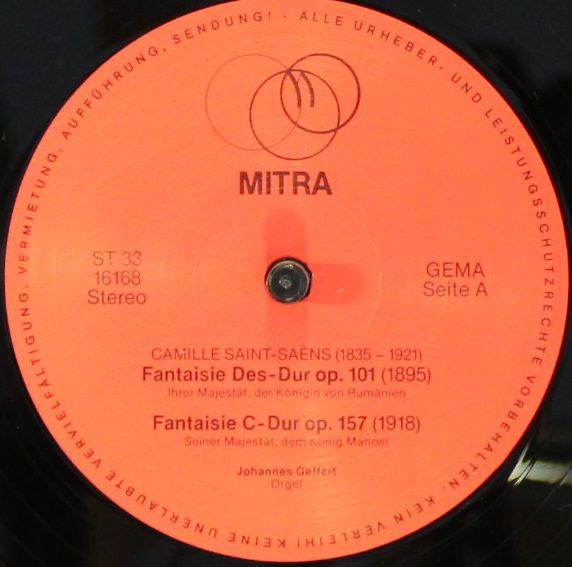 ALLE URHEBER- UND LEISTUNGSSCHUTZRECHTE VORBEHALTEN. KEIN VERLEIH! KEINE UNERLAUBTE VERVIELFÄLTIGUNG, VERMIETUNG, AUFFÜHRUNG, SENDUNG! -
MITRA
ST 33
16168
Stereo
GEMA
Seite A
CAMILLE SAINT-SAËNS (1835 – 1921)
Fantaisie Des-Dur op. 101 (1895)
Ihrer Majestät, der Königin von Rumänien
Fantaisie C-Dur op. 157 (1918)
Seiner Majestät, dem König Manoel
Johannes Geffert
Orgel